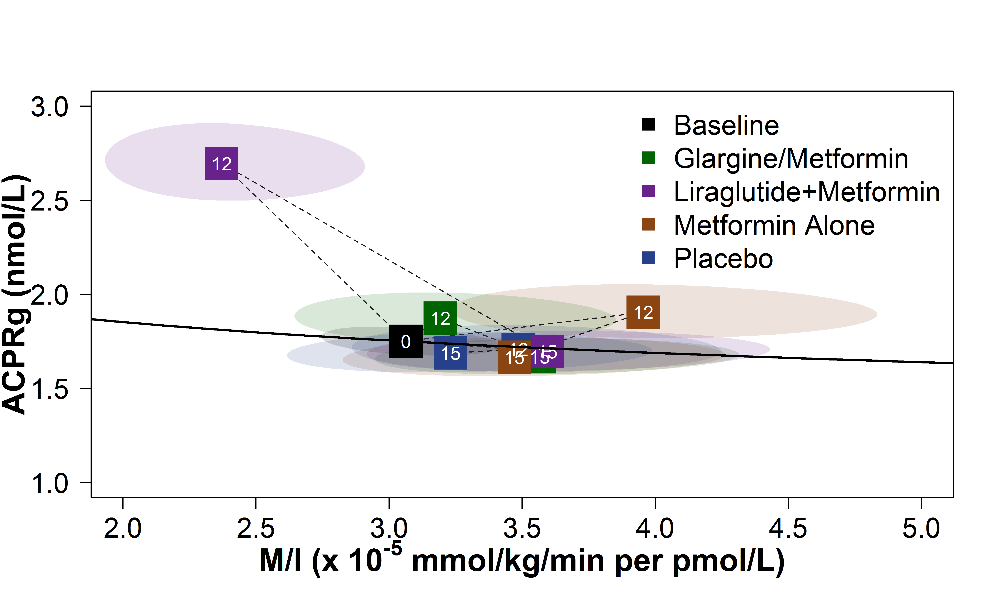 ACPRg (nmol/L)
3.0
2.5
2.0
1.5
1.0
Baseline
Glargine/Metformin
Liraglutide+Metformin
Metformin Alone
Placebo
12
12
12
0
15
12
15
15
15
2.0 2.5 3.0 3.5 4.0 4.5 5.0
M/I (x 10⁻⁵ mmol/kg/min per pmol/L)